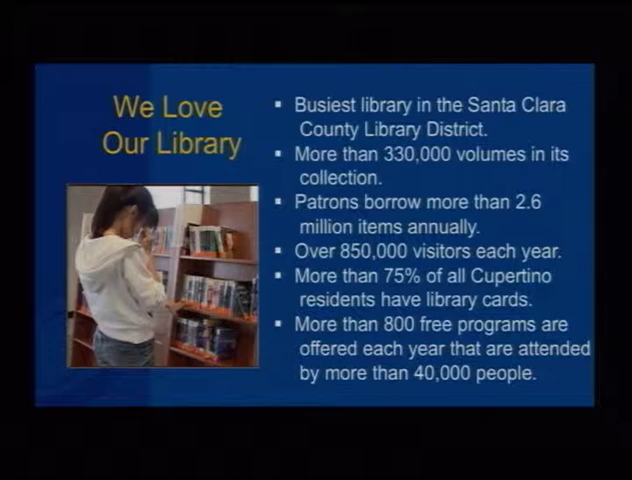 We Love
Our Library
▪ Busiest library in the Santa Clara
County Library District.
▪ More than 330,000 volumes in its
collection.
▪ Patrons borrow more than 2.6
million items annually.
▪ Over 850,000 visitors each year.
▪ More than 75% of all Cupertino
residents have library cards.
▪ More than 800 free programs are
offered each year that are attended
by more than 40,000 people.